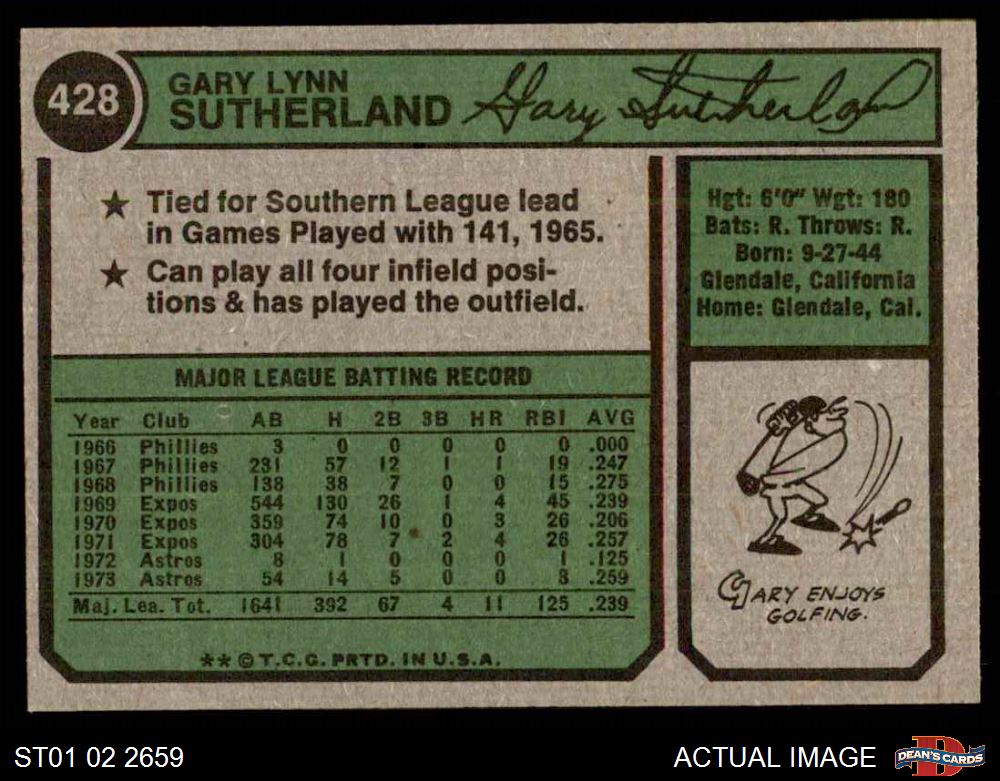 428
GARY LYNN
SUTHERLAND
Gary Sutherland
★ Tied for Southern League lead
in Games Played with 141, 1965.
★ Can play all four infield posi-
tions & has played the outfield.
Hgt: 6'0" Wgt: 180
Bats: R. Throws: R.
Born: 9-27-44
Glendale, California
Home: Glendale, Cal.
MAJOR LEAGUE BATTING RECORD
Year Club AB H 2B 3B HR RBI AVG
1966 Phillies 3 0 0 0 0 0 .000
1967 Phillies 231 57 12 1 1 19 .247
1968 Phillies 138 38 7 0 0 15 .275
1969 Expos 544 130 26 1 4 45 .239
1970 Expos 359 74 10 0 3 26 .206
1971 Expos 304 78 7 2 4 26 .257
1972 Astros 8 1 0 0 0 1 .125
1973 Astros 54 14 5 0 0 3 .259
Maj. Lea. Tot. 1641 392 67 4 11 125 .239
GARY ENJOYS
GOLFING.
** © T.C.G. PRTD. IN U.S.A.
ST01 02 2659
ACTUAL IMAGE
D
DEAN'S CARDS